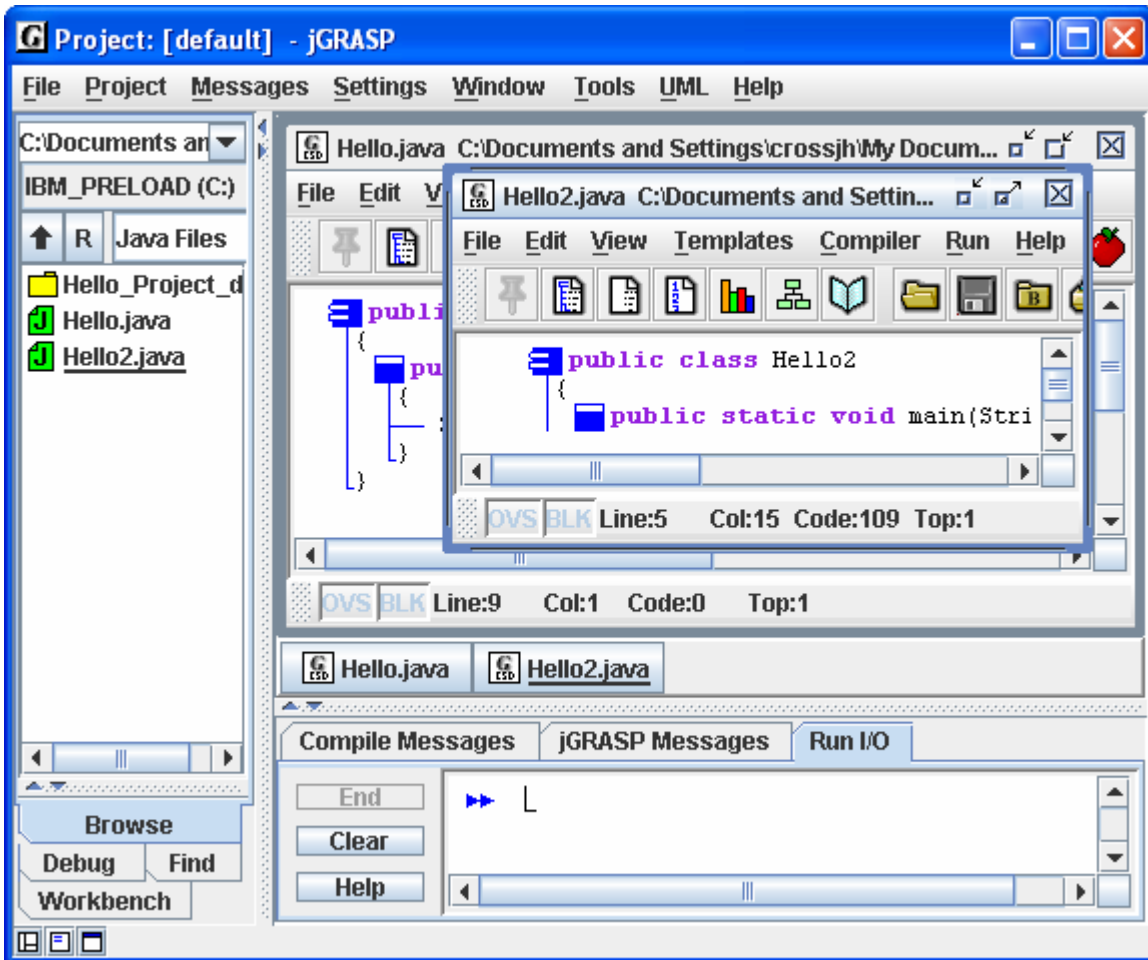 Project: [default] - jGRASP
File Project Messages Settings Window Tools UML Help
C:\Documents an
IBM_PRELOAD (C:)
R Java Files
Hello_Project_d
Hello.java
Hello2.java
Browse
Debug Find
Workbench
Hello.java C:\Documents and Settings\crossjh\My Docum...
File Edit V
publi
{
pu
{
}
}
OVS BLK Line:9 Col:1 Code:0 Top:1
Hello2.java C:\Documents and Settin...
File Edit View Templates Compiler Run Help
public class Hello2
{
public static void main(Stri
OVS BLK Line:5 Col:15 Code:109 Top:1
Hello.java Hello2.java
Compile Messages jGRASP Messages Run I/O
End
Clear
Help